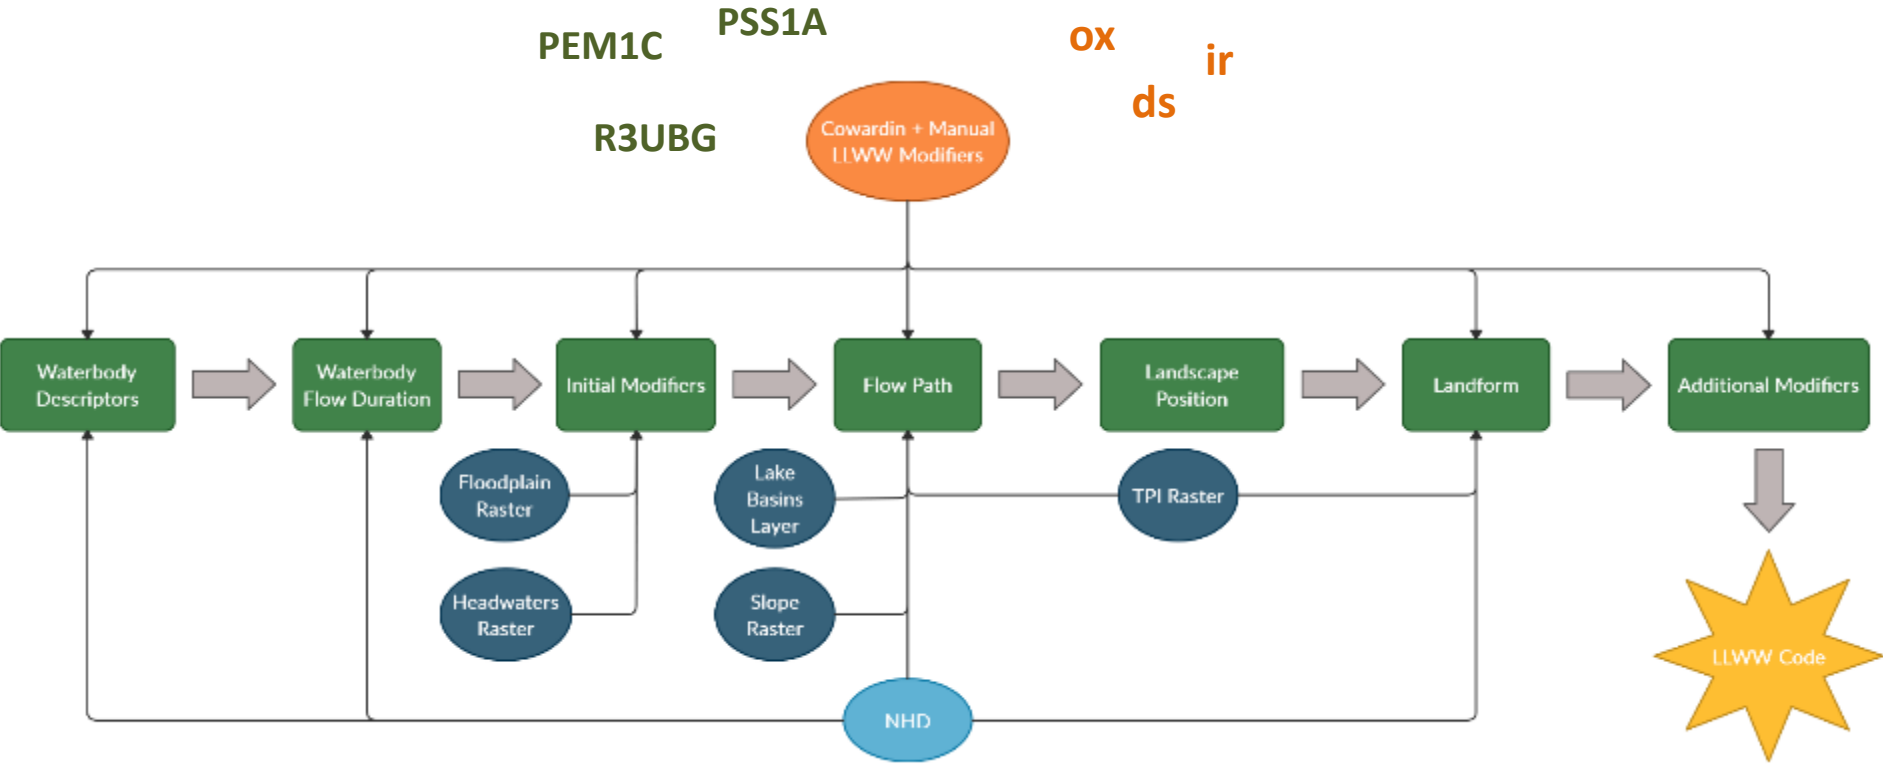 PSS1A
PEM1C
ox
ir
ds
R3UBG
Cowardin + Manual
LLWW Modifiers
Waterbody
Descriptors
Waterbody
Flow Duration
Initial Modifiers
Flow Path
Landscape
Position
Landform
Additional Modifiers
Floodplain
Raster
Lake
Basins
Layer
TPI Raster
Headwaters
Raster
Slope
Raster
LLWW Code
NHD